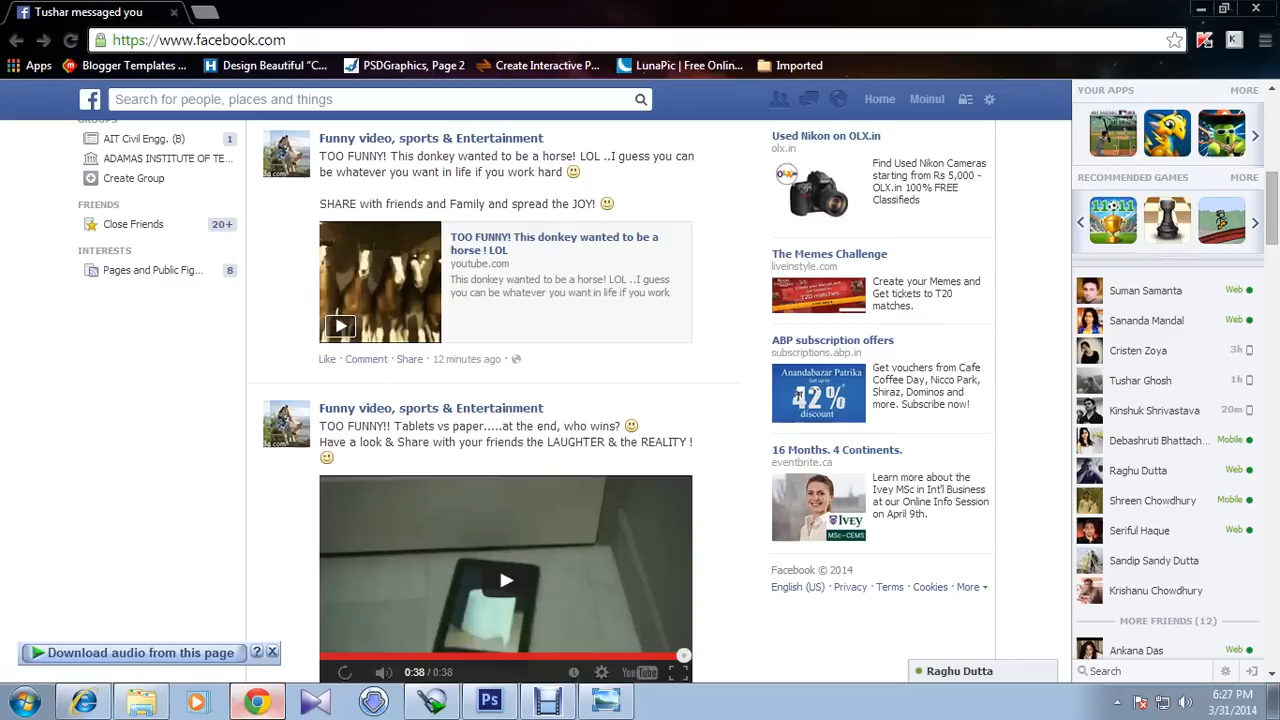 Tushar messaged you
https://www.facebook.com
Apps
Blogger Templates ...
Design Beautiful "C...
PSDGraphics, Page 2
Create Interactive P...
LunaPic | Free Onlin...
Imported
Search for people, places and things
Home
Moinul
GROUPS
AIT Civil Engg. (B)
1
ADAMAS INSTITUTE OF TE...
Create Group
FRIENDS
Close Friends
20+
INTERESTS
Pages and Public Fig...
8
Funny video, sports & Entertainment
TOO FUNNY! This donkey wanted to be a horse! LOL ..I guess you can
be whatever you want in life if you work hard
SHARE with friends and Family and spread the JOY!
TOO FUNNY! This donkey wanted to be a
horse ! LOL
youtube.com
This donkey wanted to be a horse! LOL ..I guess
you can be whatever you want in life if you work
Like · Comment · Share · 12 minutes ago ·
Funny video, sports & Entertainment
TOO FUNNY!! Tablets vs paper.....at the end, who wins?
Have a look & Share with your friends the LAUGHTER & the REALITY !
0:38 / 0:38
YouTube
Used Nikon on OLX.in
olx.in
OLX
Find Used Nikon Cameras
starting from Rs 5,000 -
OLX.in 100% FREE
Classifieds
The Memes Challenge
liveinstyle.com
Create your Memes and
Get tickets to T20
matches.
ABP subscription offers
subscriptions.abp.in
Anandabazar Patrika
Get up to
42%
discount
Get vouchers from Cafe
Coffee Day, Nicco Park,
Shiraz, Dominos and
more. Subscribe now!
16 Months. 4 Continents.
eventbrite.ca
IVEY
MSc-CEMS
Learn more about the
Ivey MSc in Int'l Business
at our Online Info Session
on April 9th.
Facebook © 2014
English (US) · Privacy · Terms · Cookies · More
YOUR APPS
MORE
RECOMMENDED GAMES
MORE
Suman Samanta
Web
Sananda Mandal
Web
Cristen Zoya
3h
Tushar Ghosh
1h
Kinshuk Shrivastava
20m
Debashruti Bhattach...
Mobile
Raghu Dutta
Web
Shreen Chowdhury
Mobile
Seriful Haque
Web
Sandip Sandy Dutta
Krishanu Chowdhury
MORE FRIENDS (12)
Ankana Das
Web
Search
Raghu Dutta
Download audio from this page
?
Ps
6:27 PM
3/31/2014